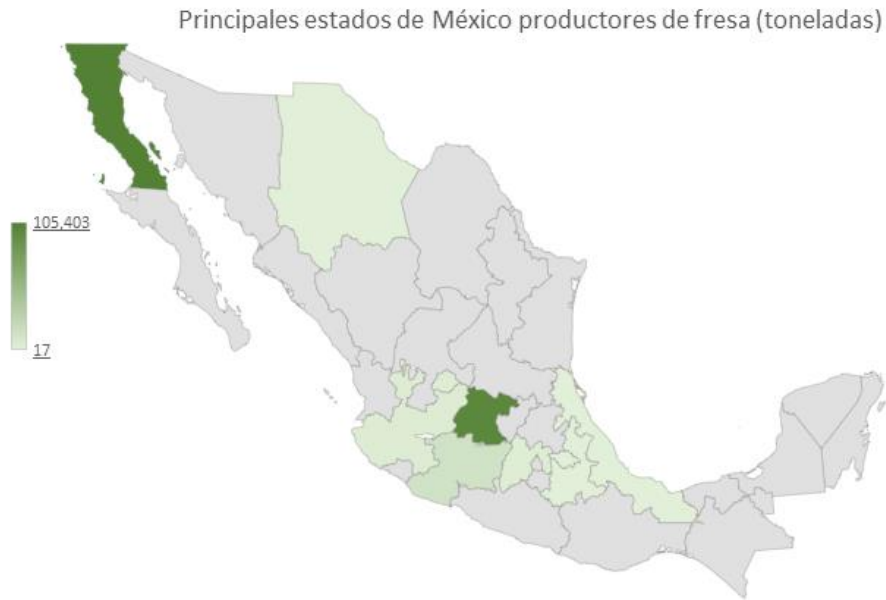 Principales estados de México productores de fresa (toneladas)
105,403
17